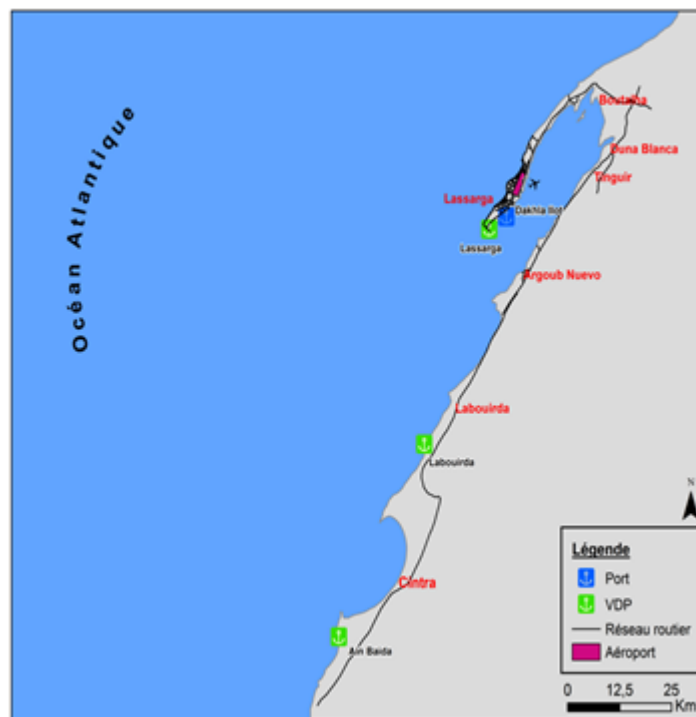 Océan Atlantique
Boutalha
Duna Blanca
Tinguir
Lassarga
Dakhla Ilot
Lassarga
Argoub Nuevo
Labouirda
Labouirda
Cintra
Ain Baida
N
Légende
Port
VDP
Réseau routier
Aéroport
0 12,5 25
Km